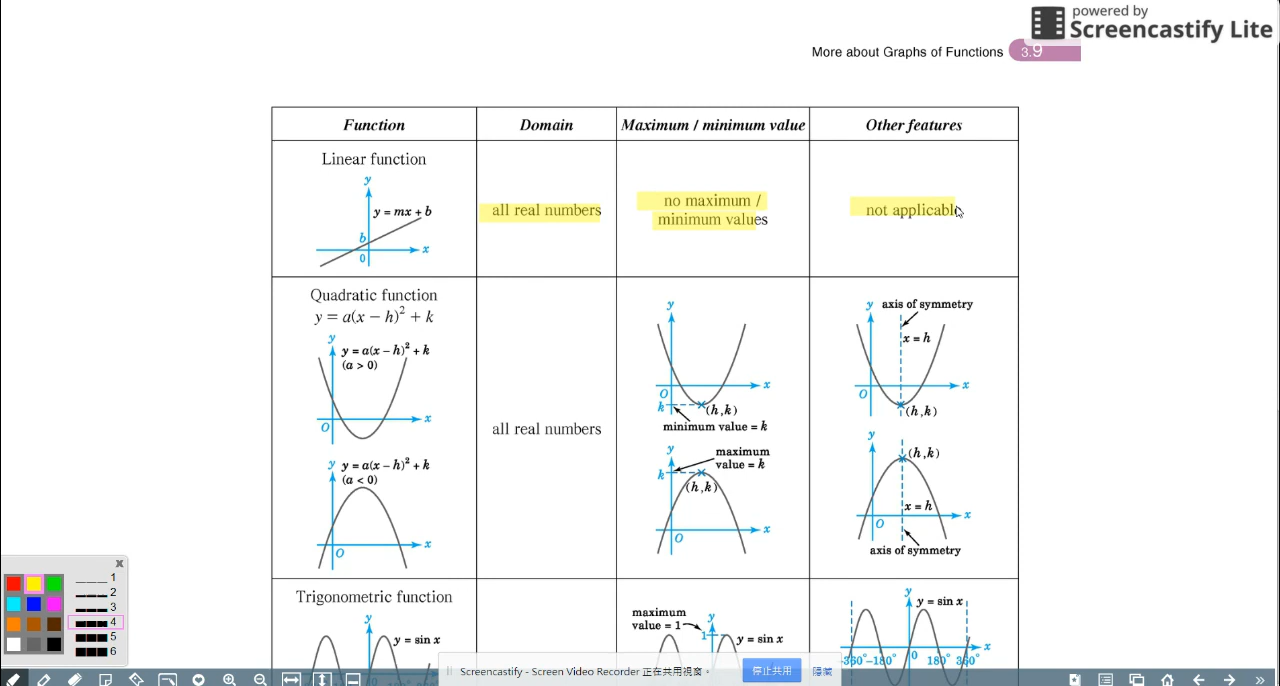 powered by
Screencastify Lite
More about Graphs of Functions 3.9
Function Domain Maximum / minimum value Other features
Linear function
y
y = mx + b
b
0
x
all real numbers
no maximum /
minimum values
not applicable
Quadratic function
y = a(x − h)² + k
y
y = a(x − h)² + k
(a > 0)
x
O
y
y = a(x − h)² + k
(a < 0)
x
O
all real numbers
y
x
O
k
(h, k)
minimum value = k
y
maximum
value = k
k
(h, k)
x
O
y
axis of symmetry
x = h
x
O
(h, k)
y
(h, k)
x = h
x
O
axis of symmetry
Trigonometric function
y
y = sin x
maximum
value = 1
y
1
y = sin x
y
y = sin x
x
-360° -180° 0 180° 360°
x
1
2
3
4
5
6
Screencastify - Screen Video Recorder 正在共用視窗。
停止共用
隱藏